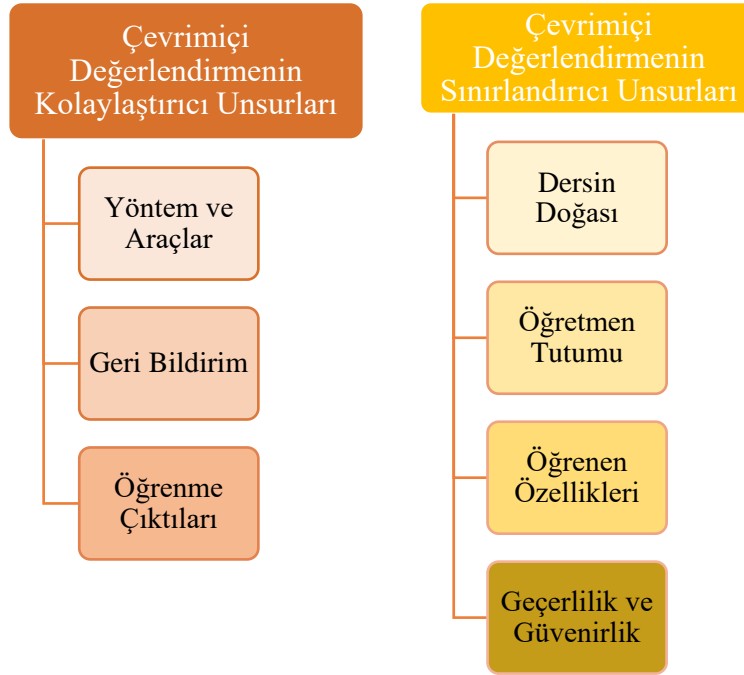 Çevrimiçi
Değerlendirmenin
Kolaylaştırıcı Unsurları
Yöntem ve
Araçlar
Geri Bildirim
Öğrenme
Çıktıları
Çevrimiçi
Değerlendirmenin
Sınırlandırıcı Unsurları
Dersin
Doğası
Öğretmen
Tutumu
Öğrenen
Özellikleri
Geçerlilik ve
Güvenirlik